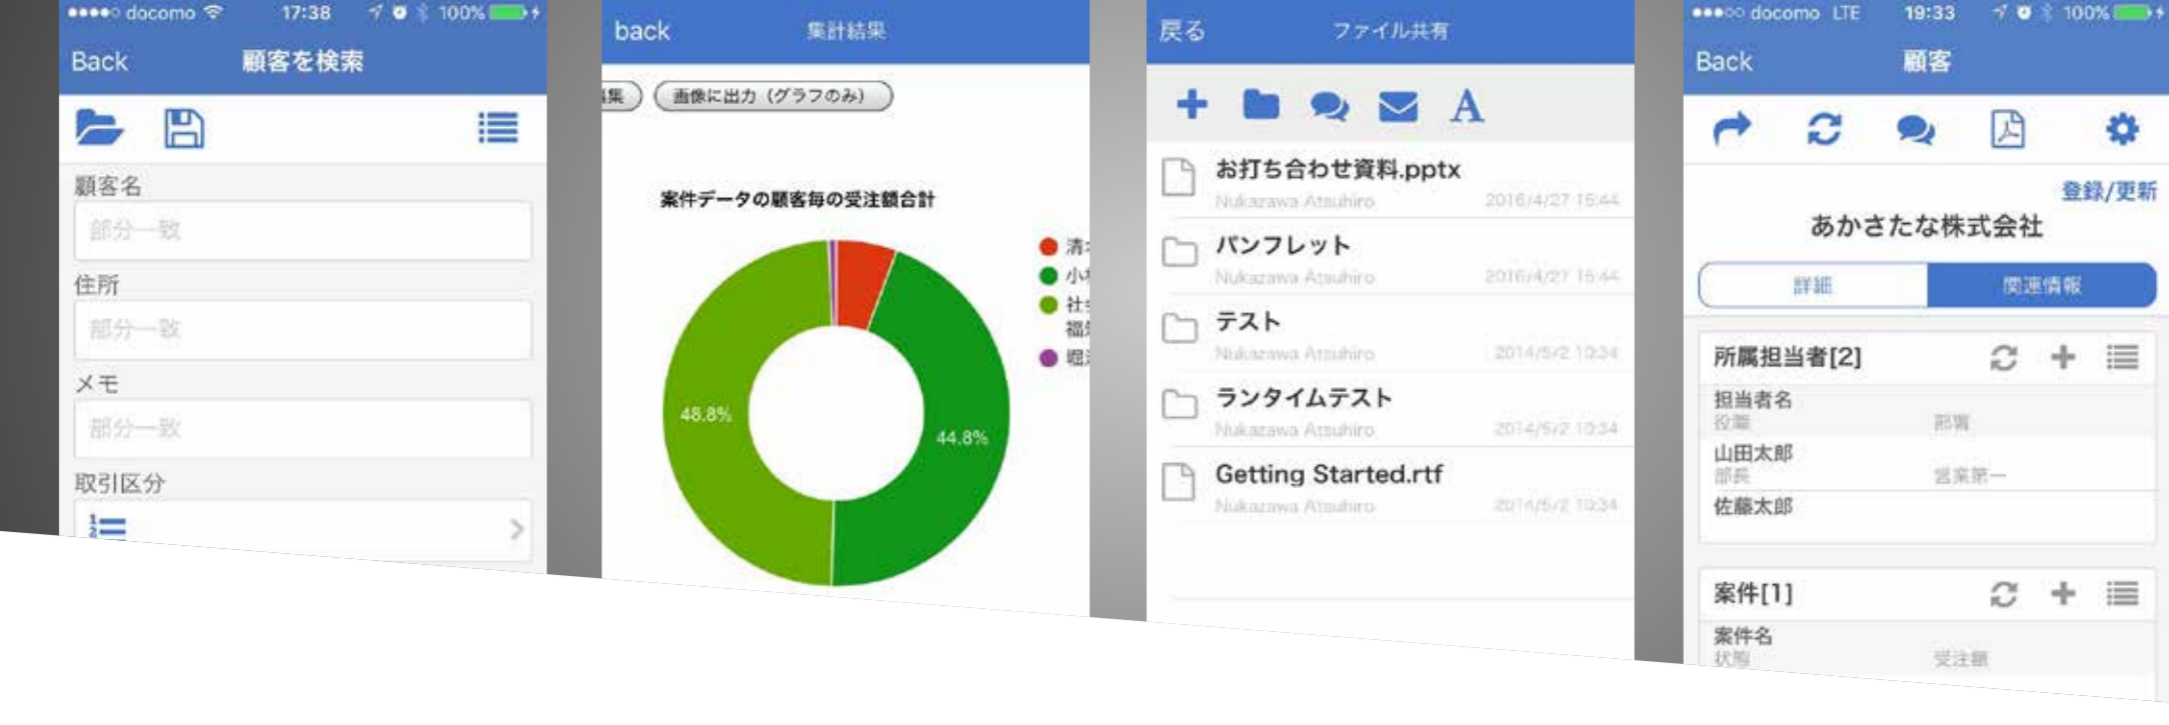 docomo 17:38 100%
Back 顧客を検索
顧客名
部分一致
住所
部分一致
メモ
部分一致
取引区分
back 集計結果
集 画像に出力（グラフのみ）
案件データの顧客毎の受注額合計
清
小
社
福
堀
48.8%
44.8%
戻る ファイル共有
A
お打ち合わせ資料.pptx
Nukazawa Atsuhiro 2016/4/27 15:44
パンフレット
Nukazawa Atsuhiro 2016/4/27 15:44
テスト
Nukazawa Atsuhiro 2014/5/2 10:34
ランタイムテスト
Nukazawa Atsuhiro 2014/5/2 10:34
Getting Started.rtf
Nukazawa Atsuhiro 2014/5/2 10:34
docomo LTE 19:33 100%
Back 顧客
登録/更新
あかさたな株式会社
詳細 関連情報
所属担当者[2]
担当者名
役職 部署
山田太郎
部長 営業第一
佐藤太郎
案件[1]
案件名
状態 受注額